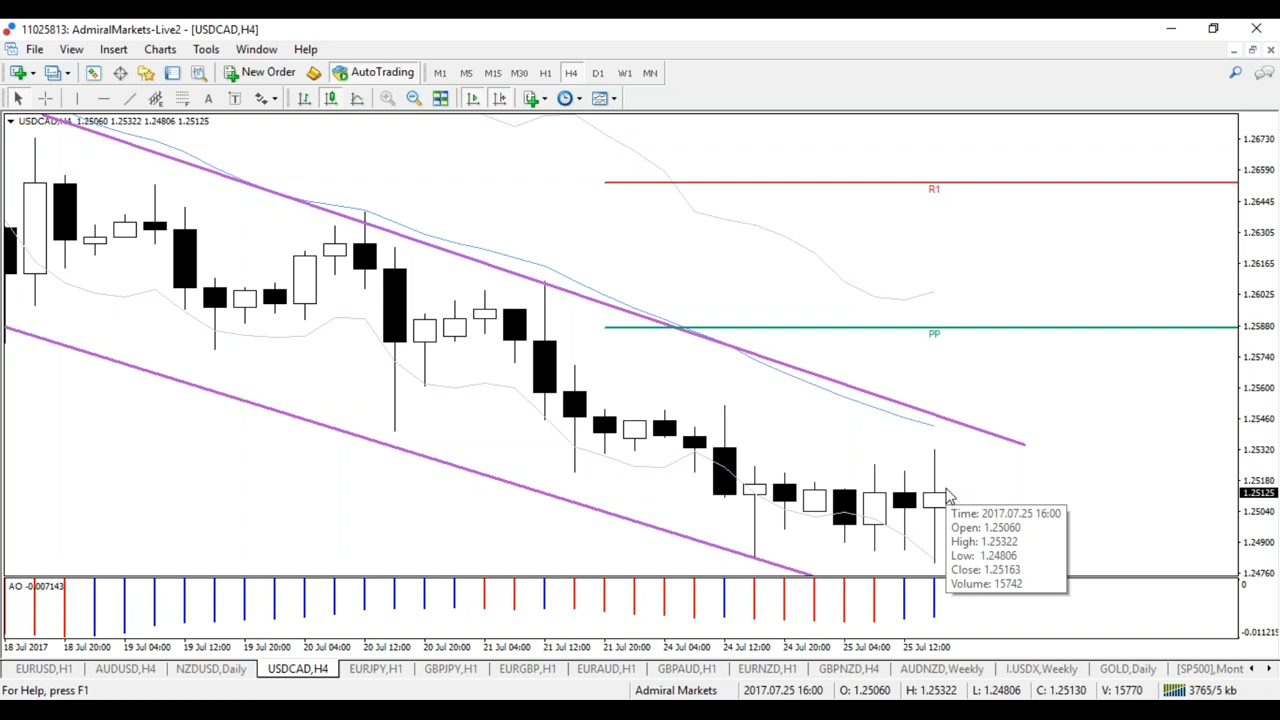 11025813: AdmiralMarkets-Live2 - [USDCAD,H4]
File View Insert Charts Tools Window Help
New Order AutoTrading M1 M5 M15 M30 H1 H4 D1 W1 MN
A T
USDCAD,H4 1.25060 1.25322 1.24806 1.25125
1.26730
1.26590
R1
1.26445
1.26305
1.26165
1.26025
1.25880
PP
1.25740
1.25600
1.25460
1.25320
1.25180
1.25125
1.25040
1.24900
1.24760
Time: 2017.07.25 16:00
Open: 1.25060
High: 1.25322
Low: 1.24806
Close: 1.25163
Volume: 15742
AO -0.007143
0
-0.011219
18 Jul 2017 18 Jul 20:00 19 Jul 04:00 19 Jul 12:00 19 Jul 20:00 20 Jul 04:00 20 Jul 12:00 20 Jul 20:00 21 Jul 04:00 21 Jul 12:00 21 Jul 20:00 24 Jul 04:00 24 Jul 12:00 24 Jul 20:00 25 Jul 04:00 25 Jul 12:00
EURUSD,H1 AUDUSD,H4 NZDUSD,Daily USDCAD,H4 EURJPY,H1 GBPJPY,H1 EURGBP,H1 EURAUD,H1 GBPAUD,H1 EURNZD,H1 GBPNZD,H4 AUDNZD,Weekly I.USDX,Weekly GOLD,Daily [SP500],Mont
For Help, press F1 Admiral Markets 2017.07.25 16:00 O: 1.25060 H: 1.25322 L: 1.24806 C: 1.25130 V: 15770 3765/5 kb